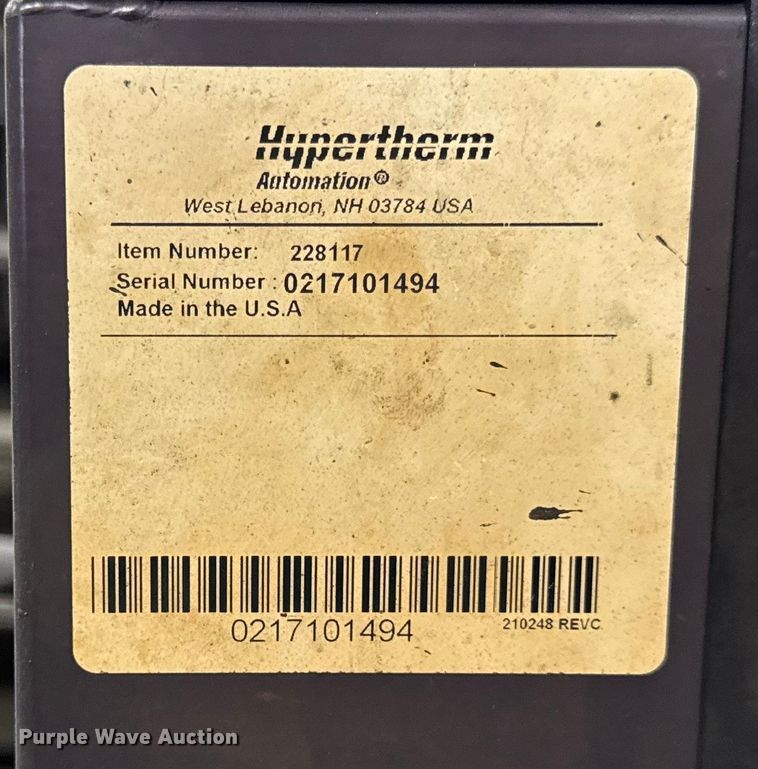 Hypertherm
Automation®
West Lebanon, NH 03784 USA
Item Number: 228117
Serial Number : 0217101494
Made in the U.S.A
0217101494
210248 REVC
Purple Wave Auction